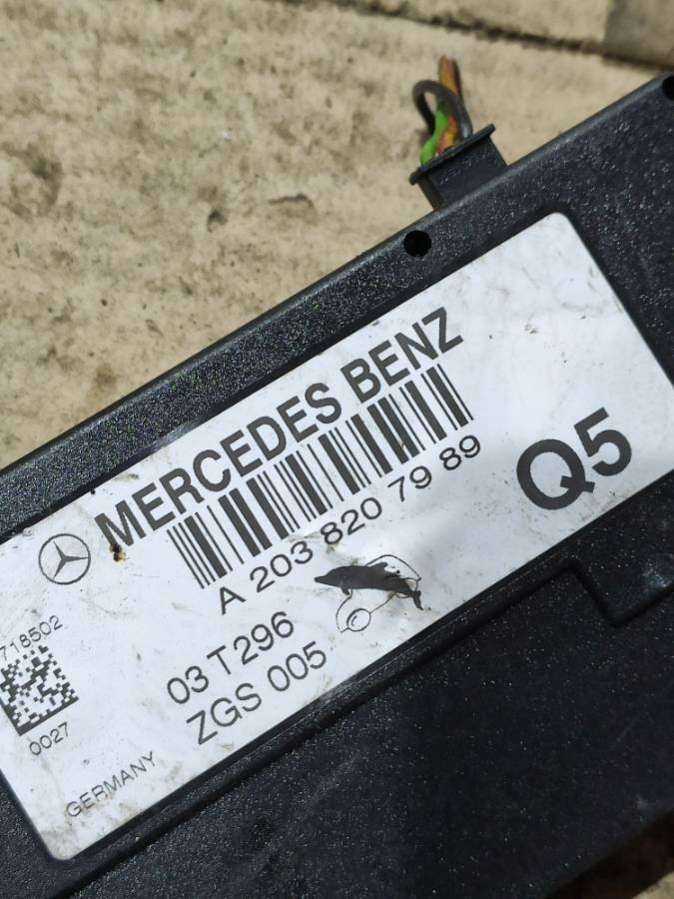 MERCEDES BENZ
A 203 820 79 89
Q5
03 T296
ZGS 005
718502
0027
GERMANY